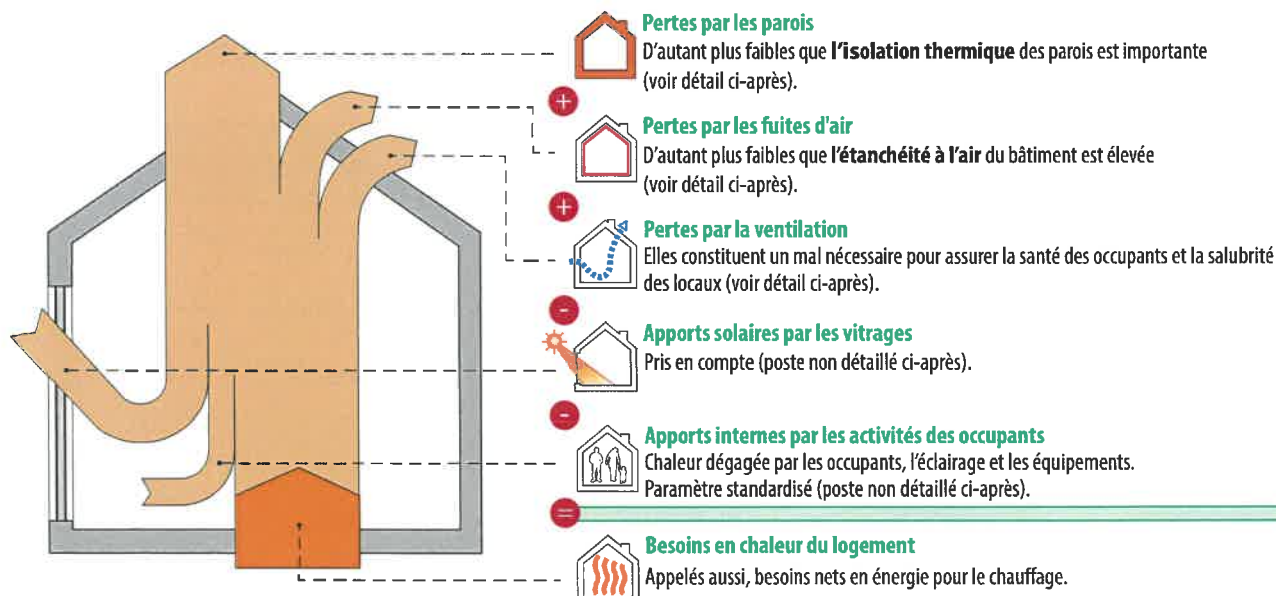 Pertes par les parois
D'autant plus faibles que l'isolation thermique des parois est importante
(voir détail ci-après).
+
Pertes par les fuites d'air
D'autant plus faibles que l'étanchéité à l'air du bâtiment est élevée
(voir détail ci-après).
+
Pertes par la ventilation
Elles constituent un mal nécessaire pour assurer la santé des occupants et la salubrité
des locaux (voir détail ci-après).
-
Apports solaires par les vitrages
Pris en compte (poste non détaillé ci-après).
-
Apports internes par les activités des occupants
Chaleur dégagée par les occupants, l'éclairage et les équipements.
Paramètre standardisé (poste non détaillé ci-après).
=
Besoins en chaleur du logement
Appelés aussi, besoins nets en énergie pour le chauffage.